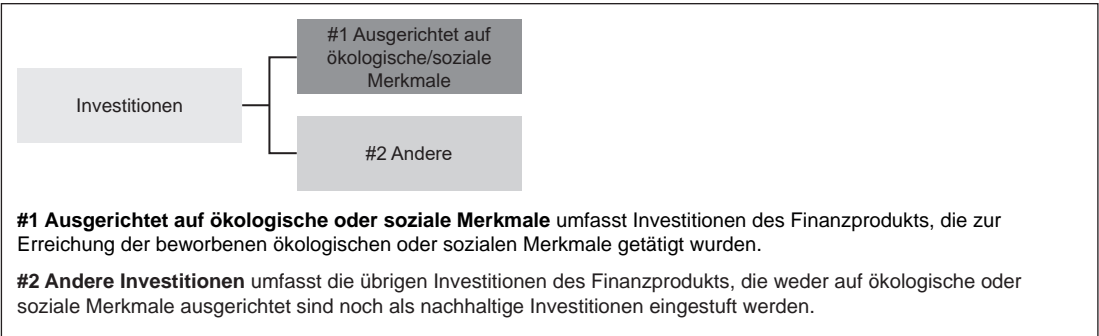 #1 Ausgerichtet auf
ökologische/soziale
Merkmale
Investitionen
#2 Andere
#1 Ausgerichtet auf ökologische oder soziale Merkmale umfasst Investitionen des Finanzprodukts, die zur
Erreichung der beworbenen ökologischen oder sozialen Merkmale getätigt wurden.
#2 Andere Investitionen umfasst die übrigen Investitionen des Finanzprodukts, die weder auf ökologische oder
soziale Merkmale ausgerichtet sind noch als nachhaltige Investitionen eingestuft werden.